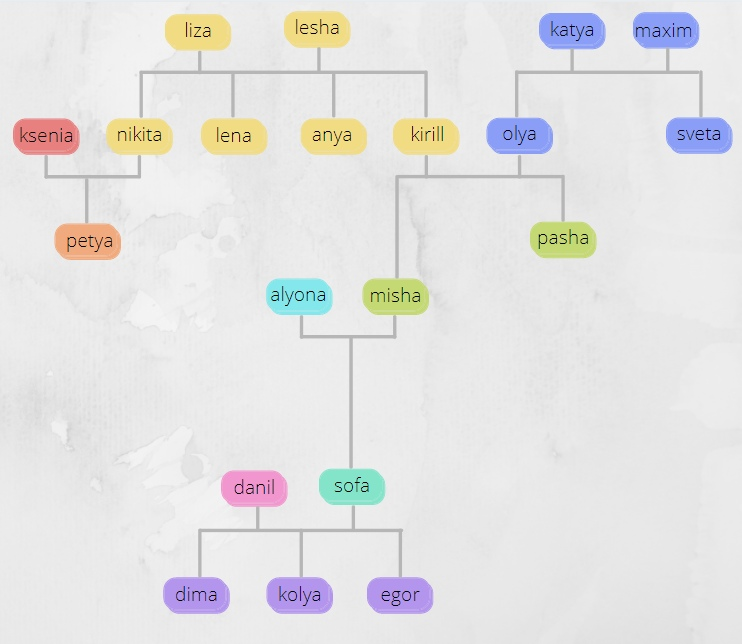 liza
lesha
katya
maxim
ksenia
nikita
lena
anya
kirill
olya
sveta
petya
pasha
alyona
misha
danil
sofa
dima
kolya
egor